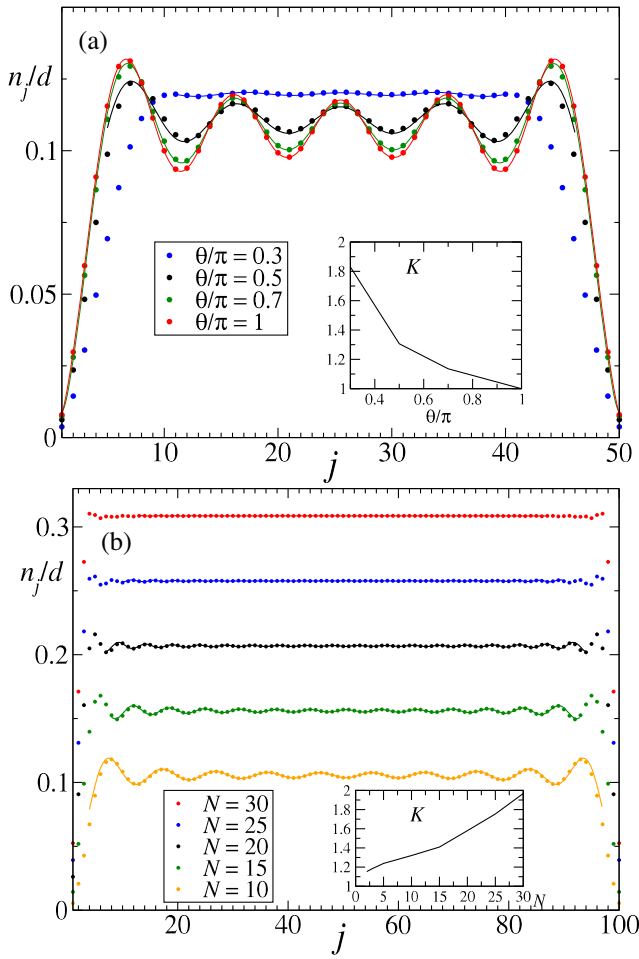 (a)
n_j/d
0.1
0.05
0
θ/π = 0.3
θ/π = 0.5
θ/π = 0.7
θ/π = 1
K
2
1.8
1.6
1.4
1.2
1
0.4 0.6 0.8 1
θ/π
10 20 30 40 50
j
(b)
n_j/d
0.3
0.2
0.1
0
N = 30
N = 25
N = 20
N = 15
N = 10
K
2
1.8
1.6
1.4
1.2
1
0 5 10 15 20 25 30 N
20 40 60 80 100
j